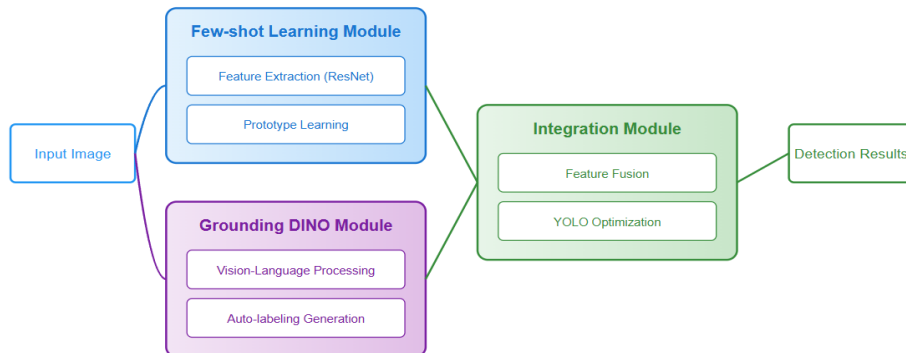 Input Image
Few-shot Learning Module
Feature Extraction (ResNet)
Prototype Learning
Grounding DINO Module
Vision-Language Processing
Auto-labeling Generation
Integration Module
Feature Fusion
YOLO Optimization
Detection Results